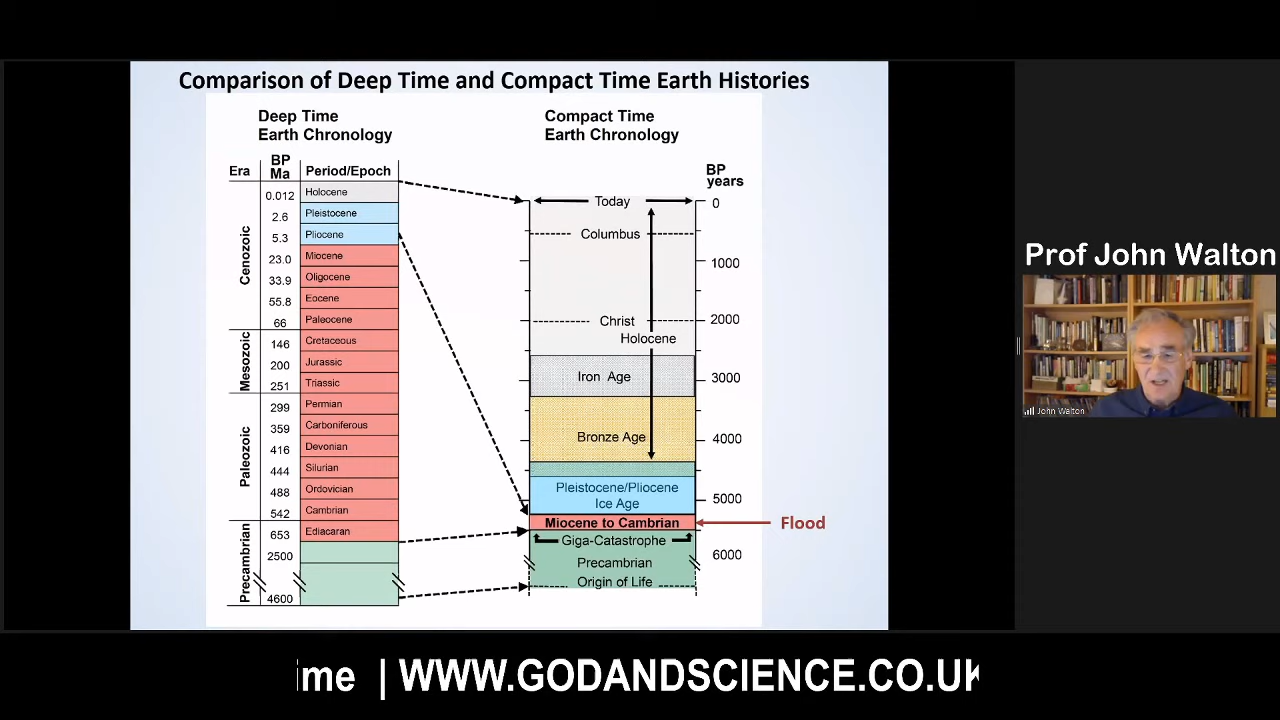 Comparison of Deep Time and Compact Time Earth Histories
Deep Time
Earth Chronology
Era
BP
Ma
Period/Epoch
Cenozoic
0.012
Holocene
2.6
Pleistocene
5.3
Pliocene
23.0
Miocene
33.9
Oligocene
55.8
Eocene
66
Paleocene
Mesozoic
146
Cretaceous
200
Jurassic
251
Triassic
Paleozoic
299
Permian
359
Carboniferous
416
Devonian
444
Silurian
488
Ordovician
542
Cambrian
Precambrian
653
Ediacaran
2500
4600
Compact Time
Earth Chronology
BP
years
Today
0
Columbus
1000
Christ
2000
Holocene
Iron Age
3000
Bronze Age
4000
Pleistocene/Pliocene
Ice Age
5000
Miocene to Cambrian
Flood
Giga-Catastrophe
6000
Precambrian
Origin of Life
Prof John Walton
John Walton
ime | WWW.GODANDSCIENCE.CO.UK